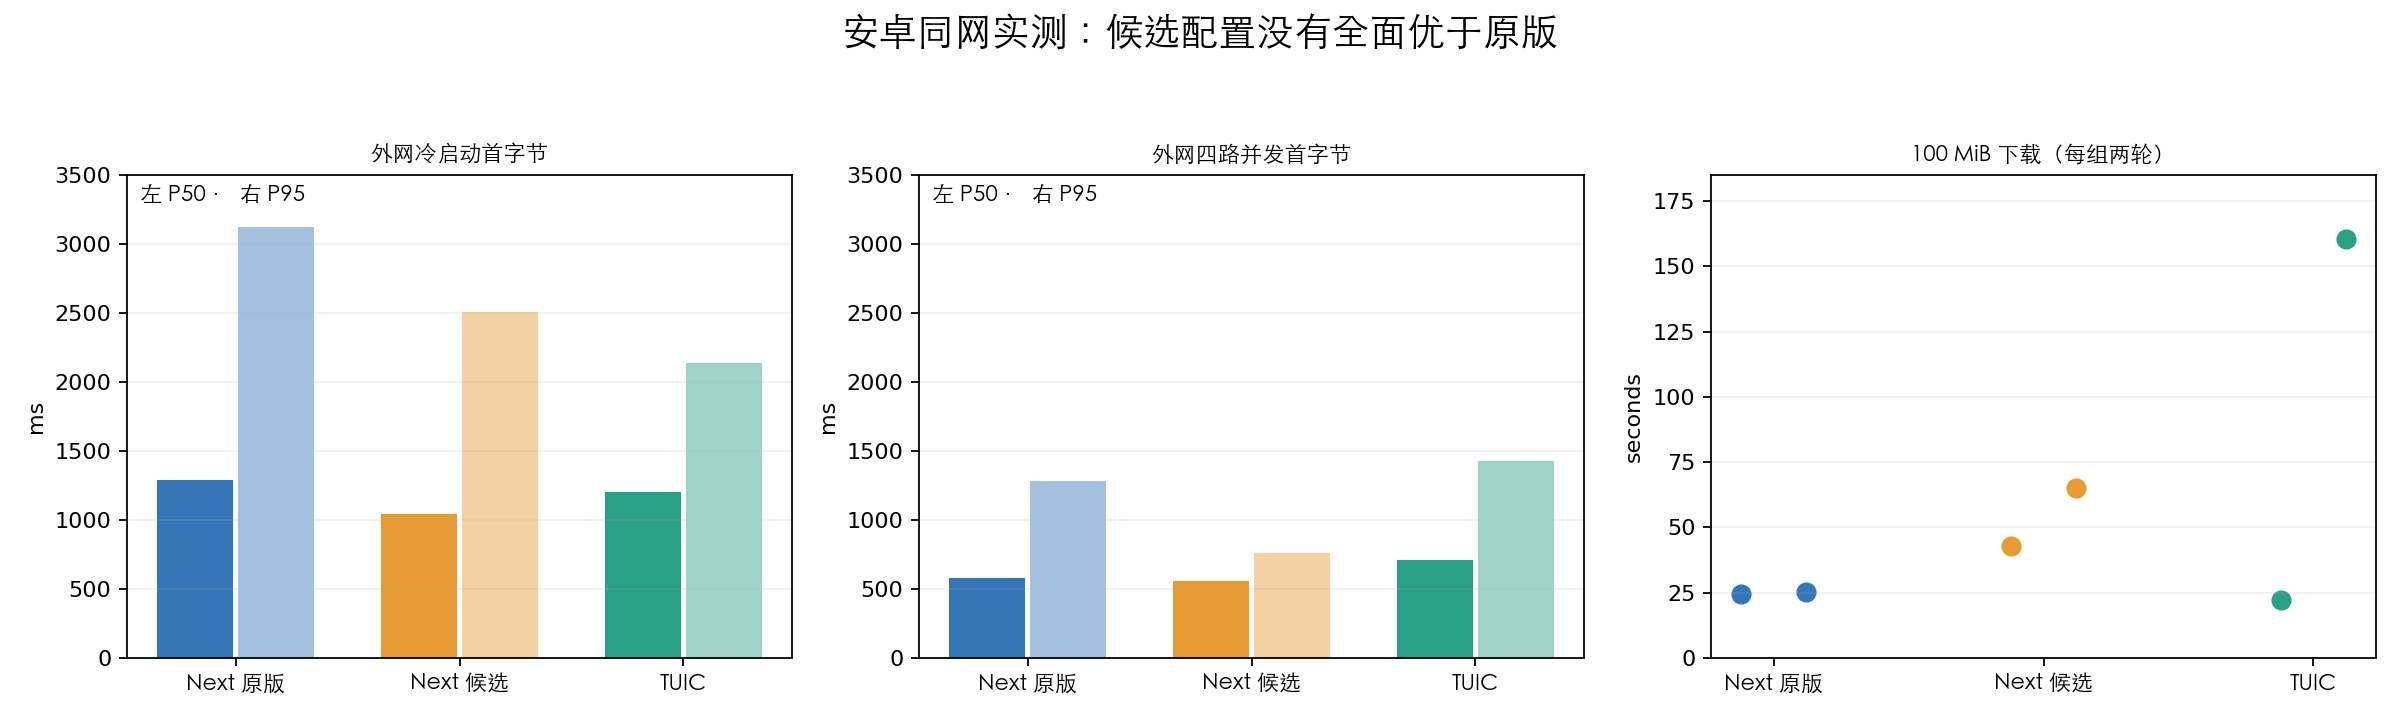 安卓同网实测：候选配置没有全面优于原版
外网冷启动首字节
左 P50 · 右 P95
3500
3000
2500
2000
1500
1000
500
0
ms
Next 原版
Next 候选
TUIC
外网四路并发首字节
左 P50 · 右 P95
3500
3000
2500
2000
1500
1000
500
0
ms
Next 原版
Next 候选
TUIC
100 MiB 下载（每组两轮）
175
150
125
100
75
50
25
0
seconds
Next 原版
Next 候选
TUIC